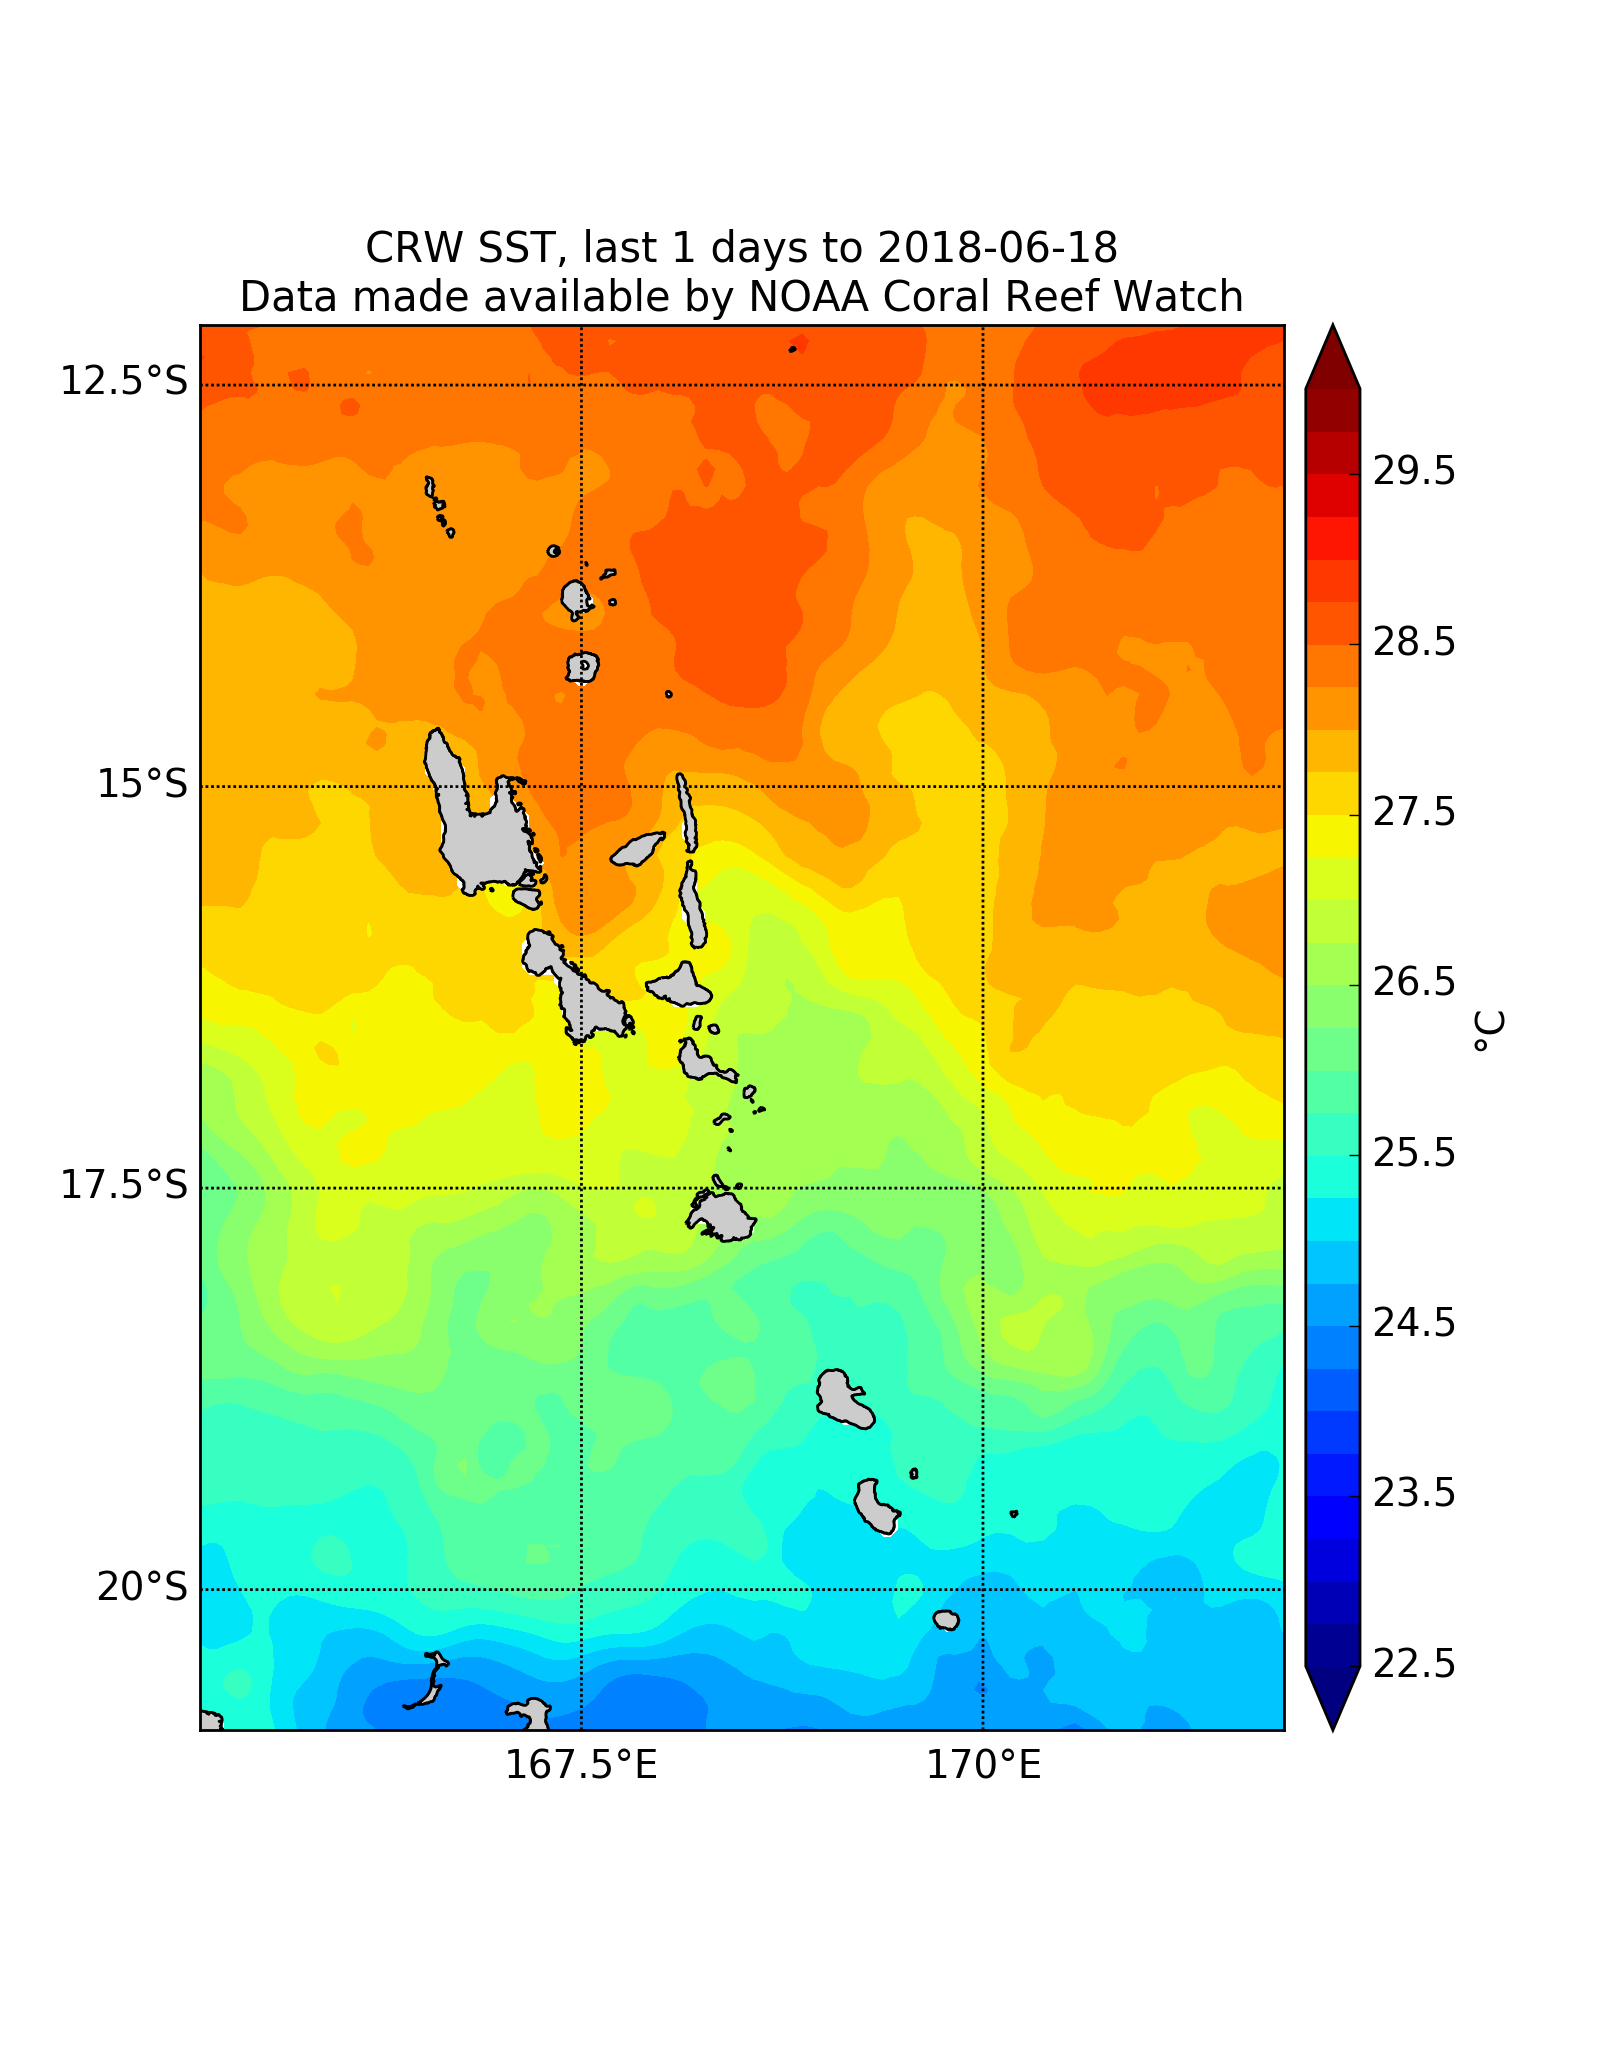 CRW SST, last 1 days to 2018-06-18
Data made available by NOAA Coral Reef Watch
12.5°S
15°S
17.5°S
20°S
167.5°E
170°E
29.5
28.5
27.5
26.5
25.5
24.5
23.5
22.5
°C